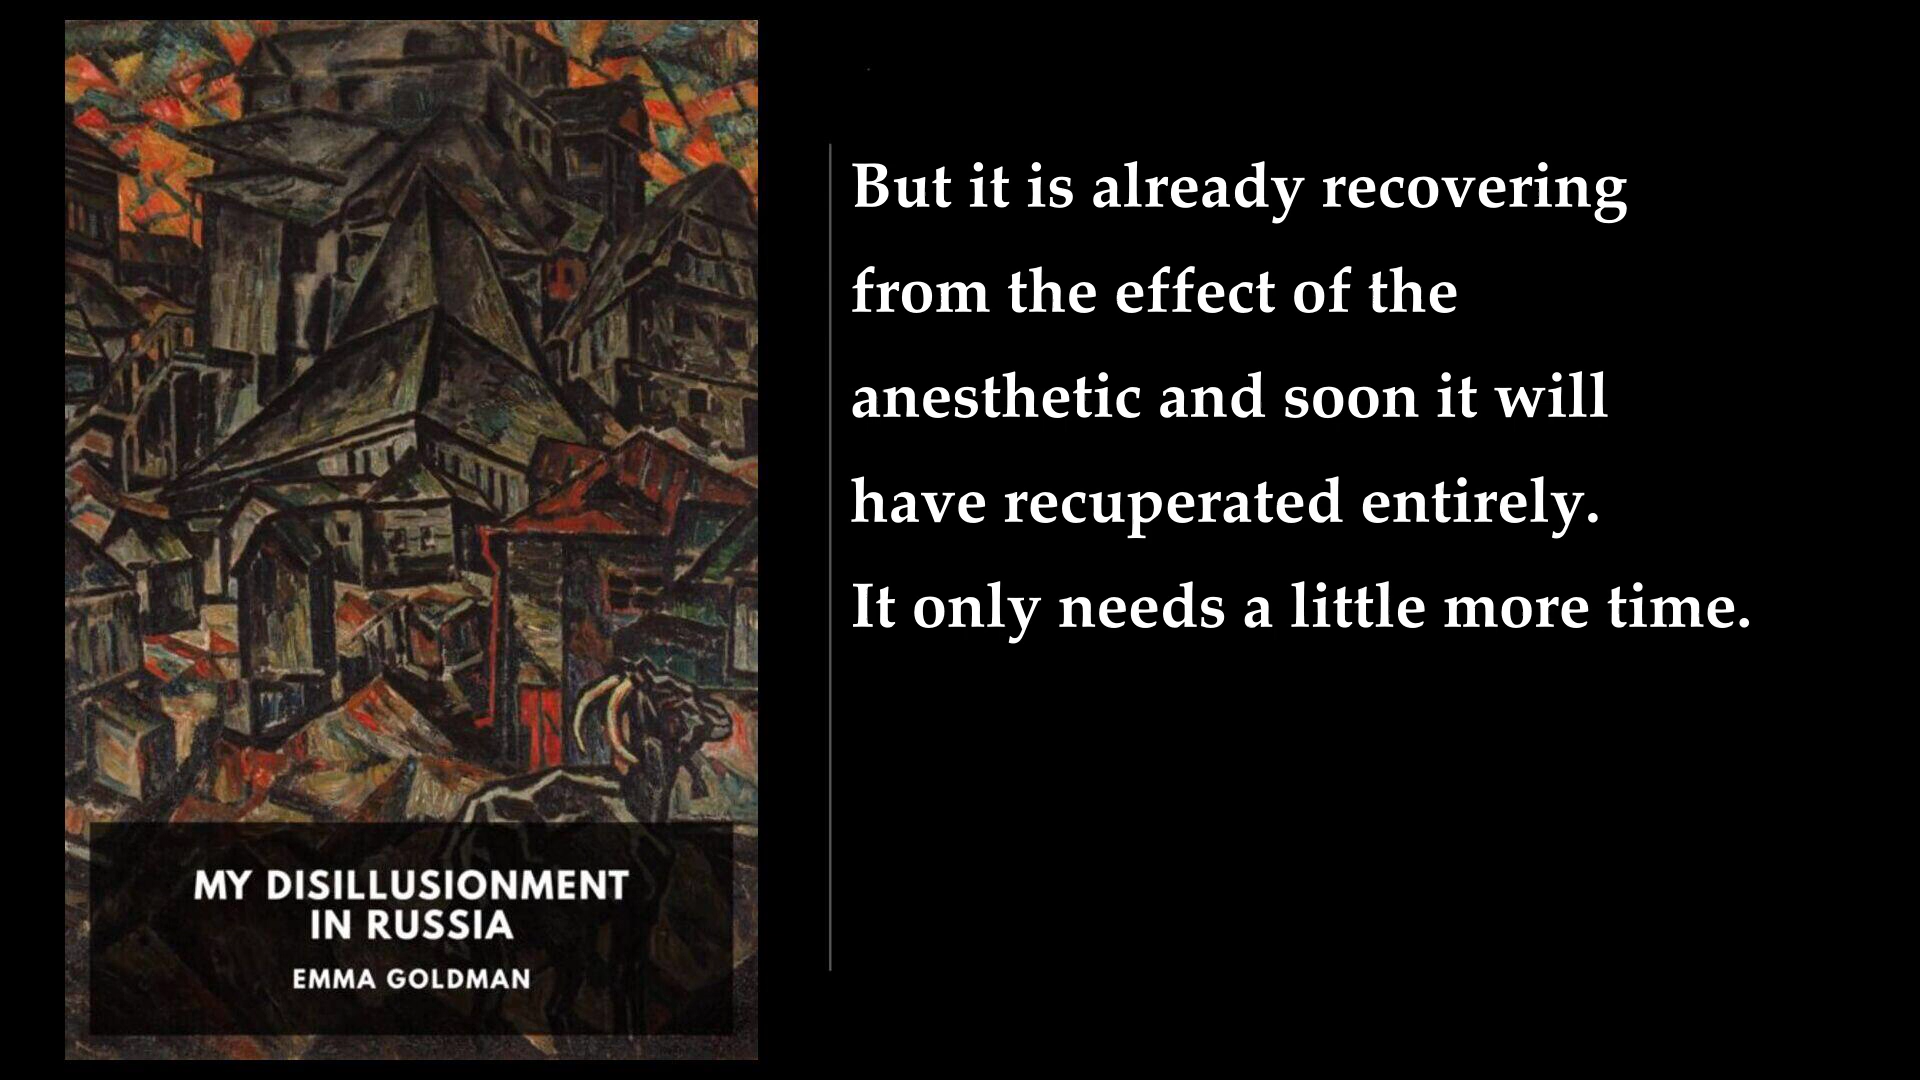 But it is already recovering
from the effect of the
anesthetic and soon it will
have recuperated entirely.
It only needs a little more time.
MY DISILLUSIONMENT
IN RUSSIA
EMMA GOLDMAN